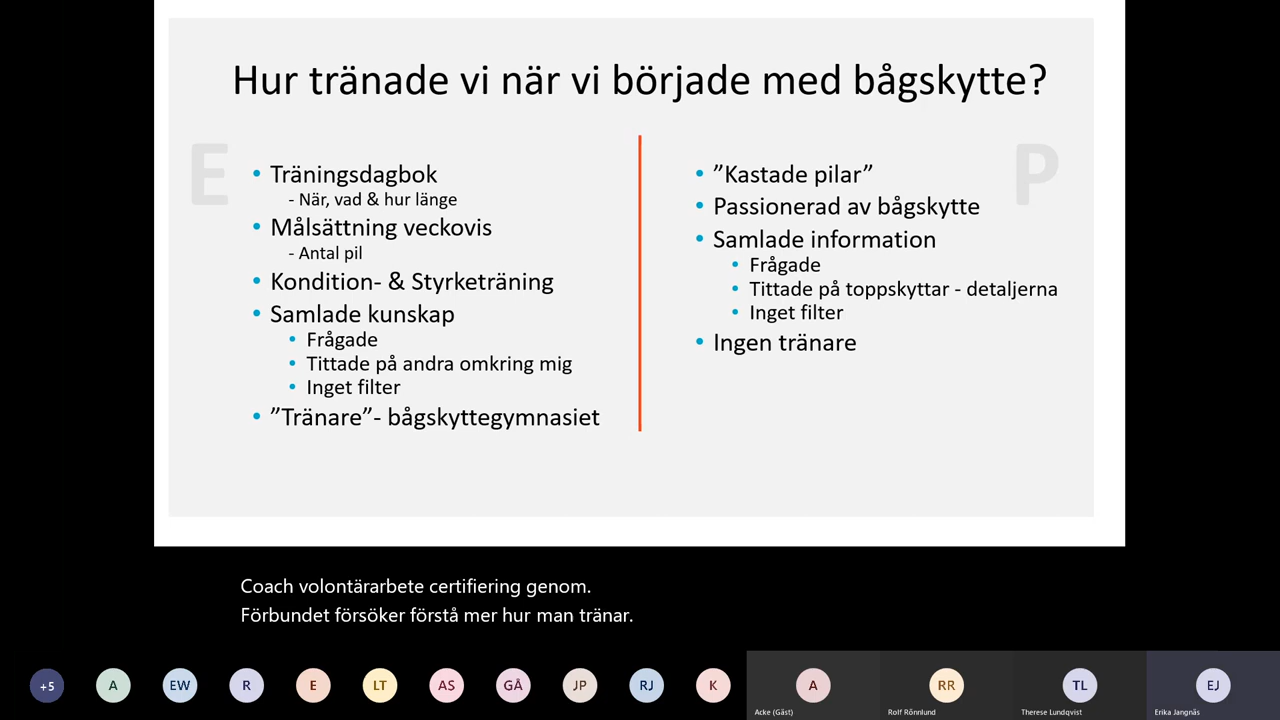 Hur tränade vi när vi började med bågskytte?
E
• Träningsdagbok
- När, vad & hur länge
• Målsättning veckovis
- Antal pil
• Kondition- & Styrketräning
• Samlade kunskap
• Frågade
• Tittade på andra omkring mig
• Inget filter
• ”Tränare”- bågskyttegymnasiet
P
• ”Kastade pilar”
• Passionerad av bågskytte
• Samlade information
• Frågade
• Tittade på toppskyttar - detaljerna
• Inget filter
• Ingen tränare
Coach volontärarbete certifiering genom.
Förbundet försöker förstå mer hur man tränar.
+5
A
EW
R
E
LT
AS
GÅ
JP
RJ
K
A
Acke (Gäst)
RR
Rolf Rönnlund
TL
Therese Lundqvist
EJ
Erika Jangnäs